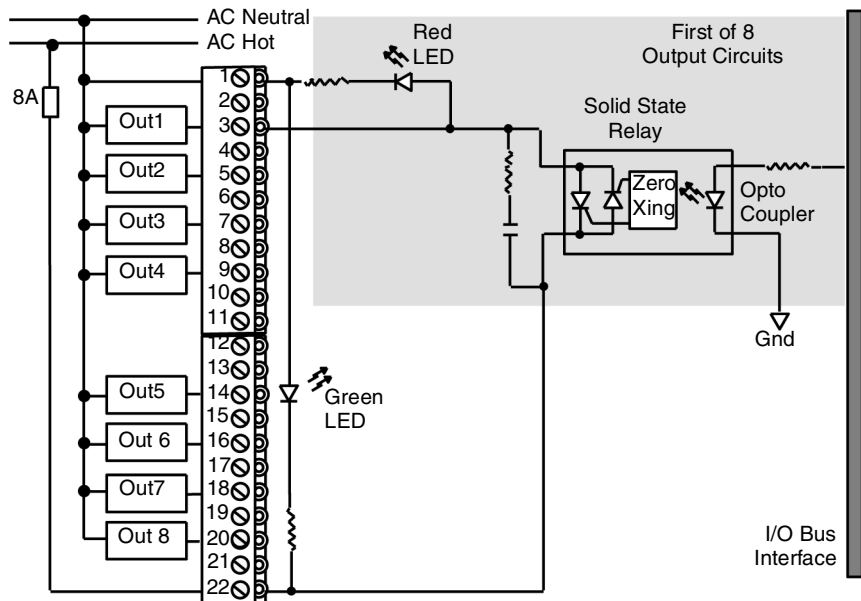 AC Neutral
AC Hot
8A
Red
LED
First of 8
Output Circuits
Solid State
Relay
Zero
Xing
Opto
Coupler
Gnd
1
2
3
4
5
6
7
8
9
10
11
12
13
14
15
16
17
18
19
20
21
22
Out1
Out2
Out3
Out4
Out5
Out 6
Out7
Out 8
Green
LED
I/O Bus
Interface